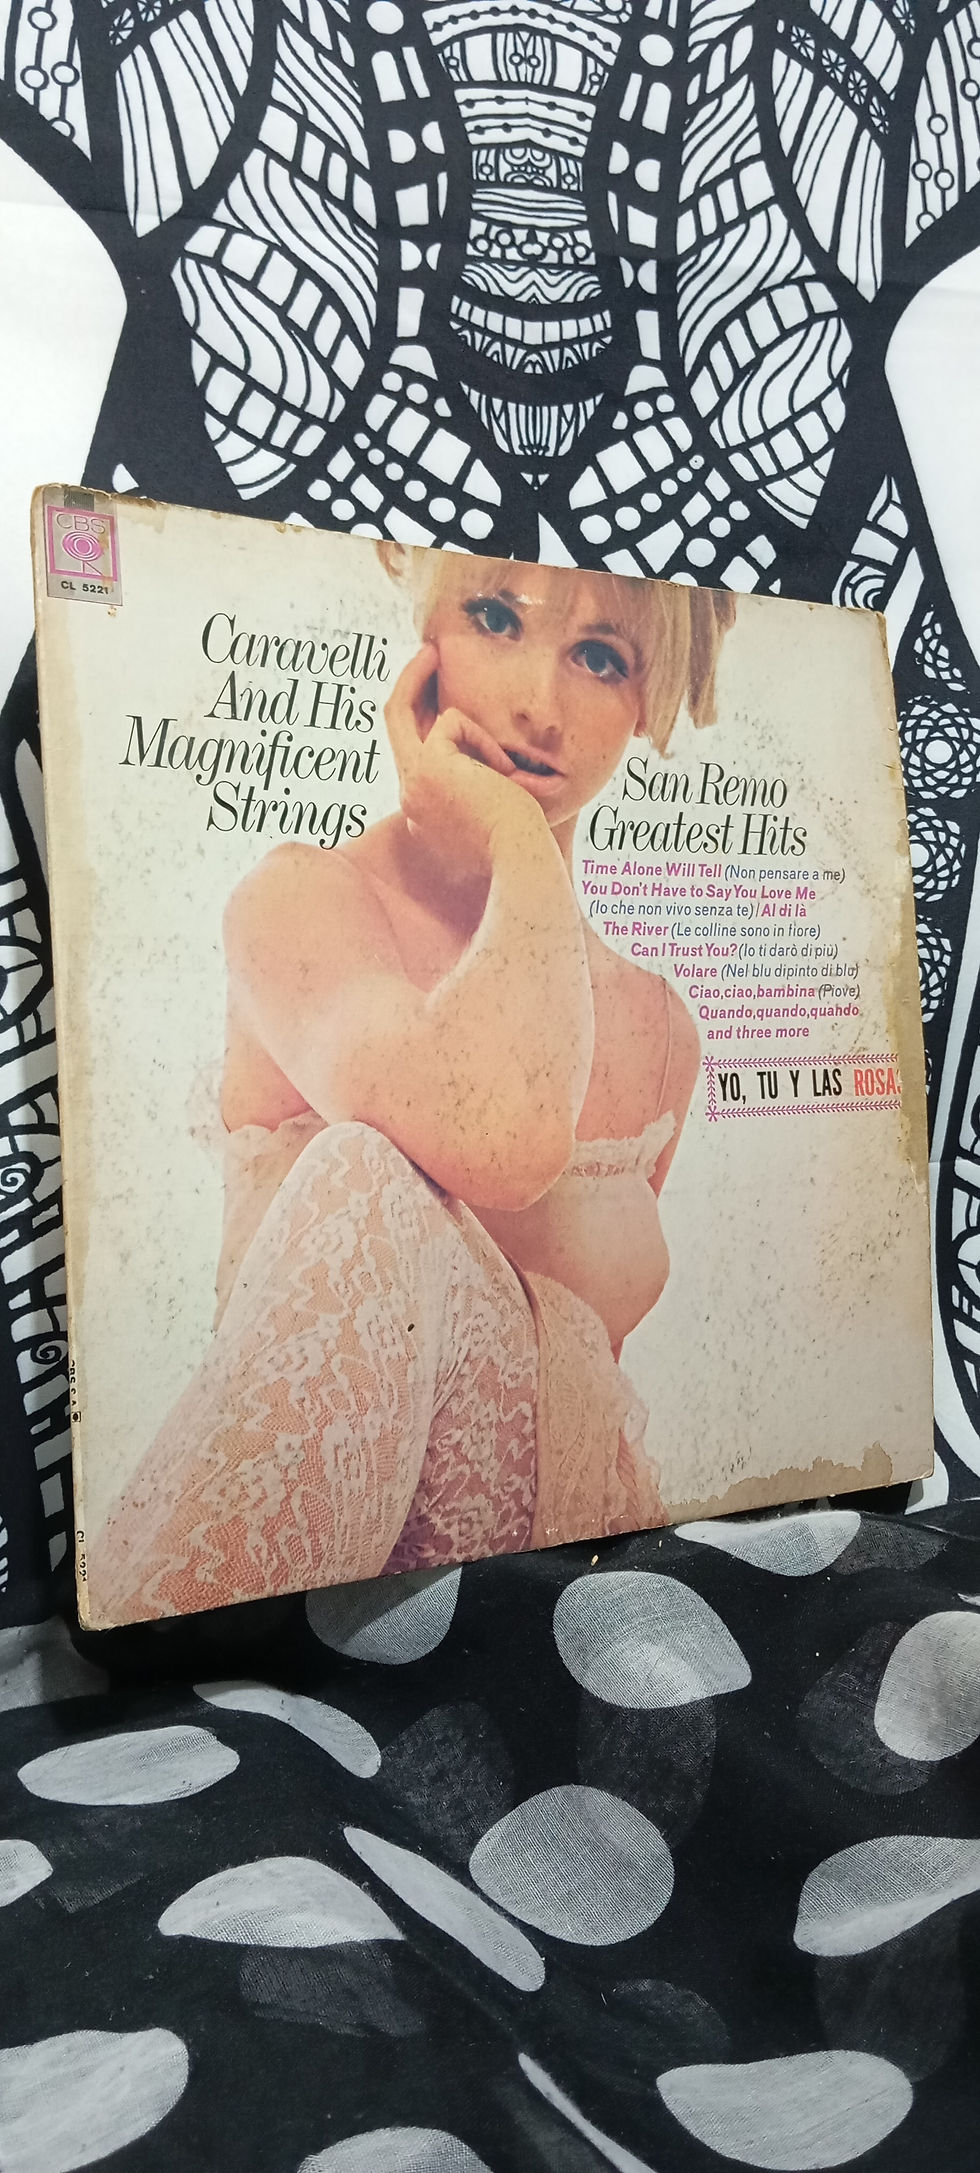 CBS
CL 5221
Caravelli
And His
Magnificent
Strings
San Remo
Greatest Hits
Time Alone Will Tell (Non pensare a me)
You Don't Have to Say You Love Me
(Io che non vivo senza te) / Al di là
The River (Le colline sono in fiore)
Can I Trust You? (Io ti darò di più)
Volare (Nel blu dipinto di blu)
Ciao, ciao, bambina (Piove)
Quando, quando, quando
and three more
YO, TU Y LAS ROSAS
CL 5221